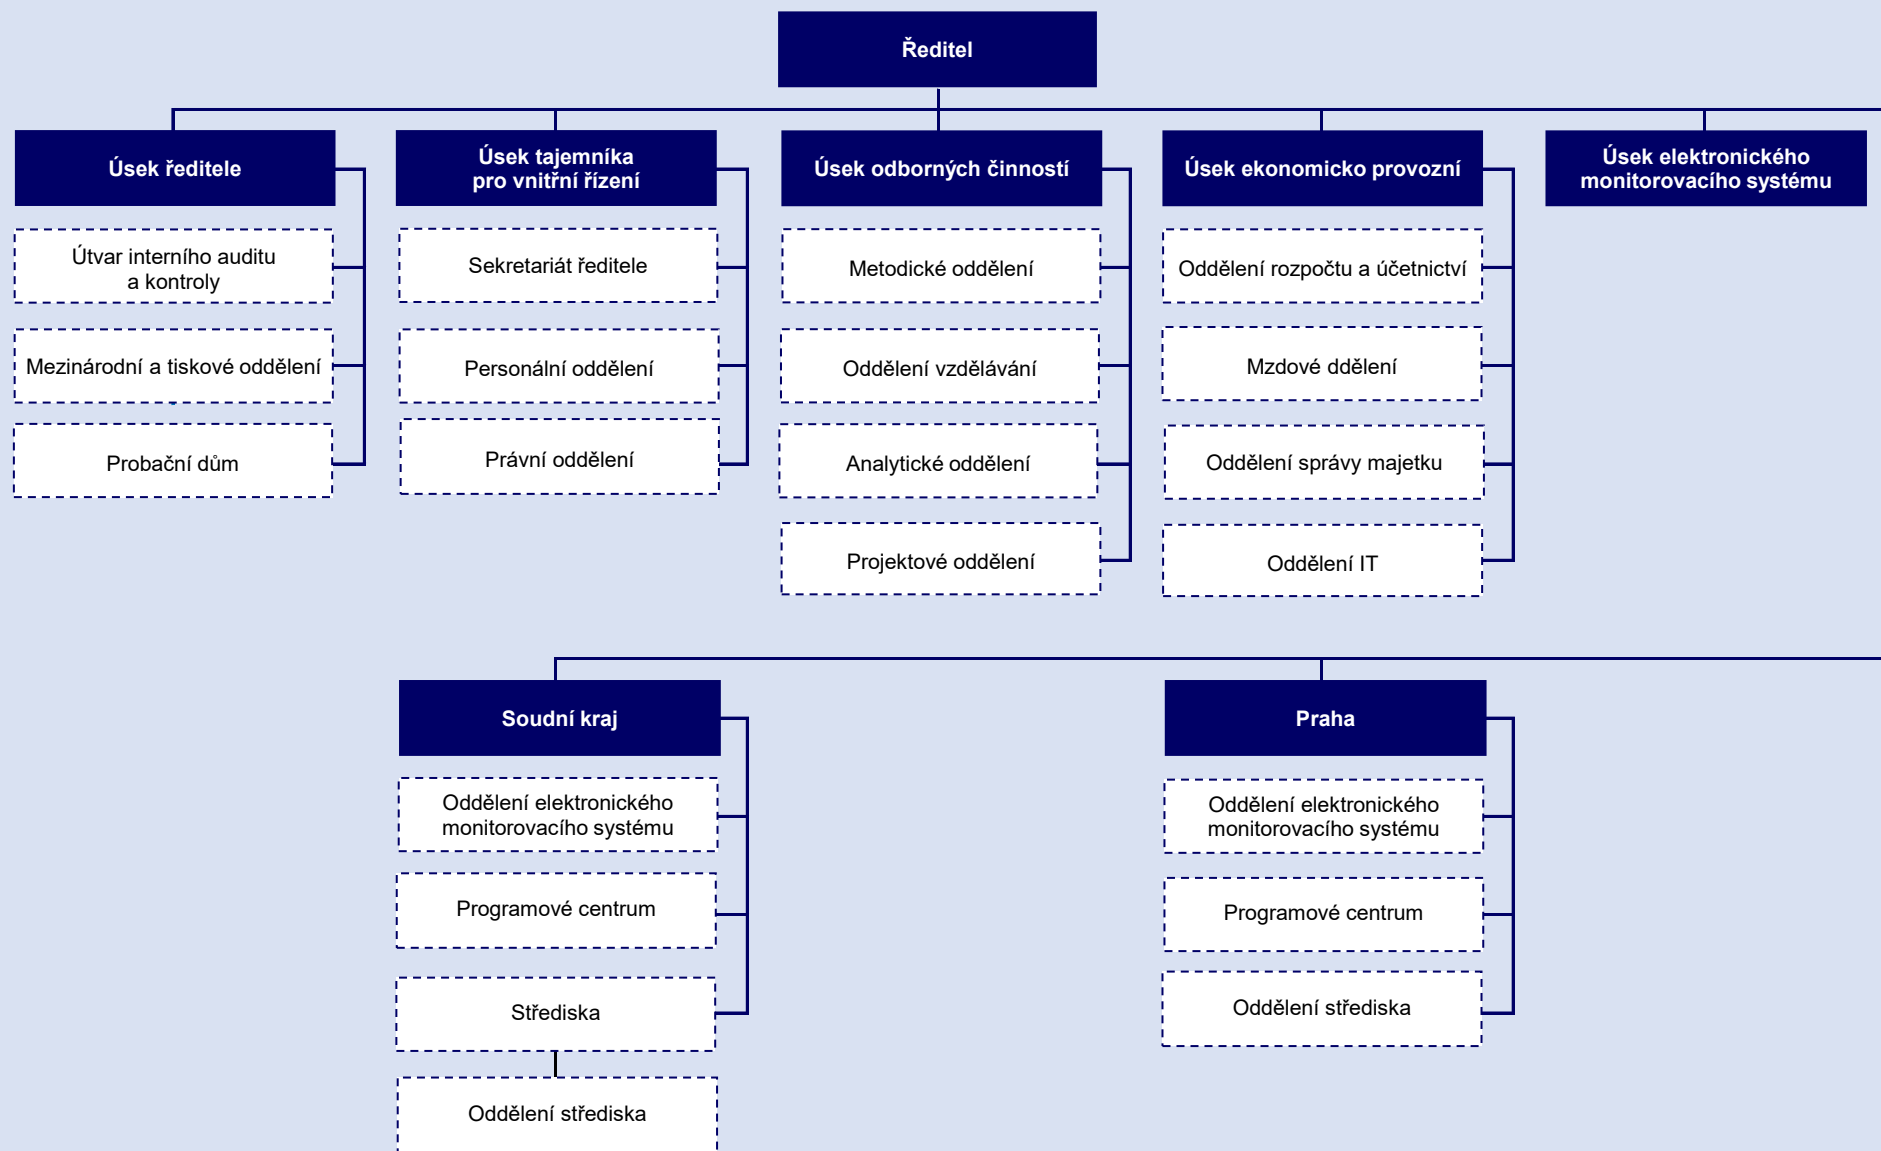 Ředitel
Úsek ředitele
Úsek tajemníka
pro vnitřní řízení
Úsek odborných činností
Úsek ekonomicko provozní
Úsek elektronického
monitorovacího systému
Útvar interního auditu
a kontroly
Sekretariát ředitele
Metodické oddělení
Oddělení rozpočtu a účetnictví
Mezinárodní a tiskové oddělení
Personální oddělení
Oddělení vzdělávání
Mzdové ddělení
Probační dům
Právní oddělení
Analytické oddělení
Oddělení správy majetku
Projektové oddělení
Oddělení IT
Soudní kraj
Praha
Oddělení elektronického
monitorovacího systému
Oddělení elektronického
monitorovacího systému
Programové centrum
Programové centrum
Střediska
Oddělení střediska
Oddělení střediska